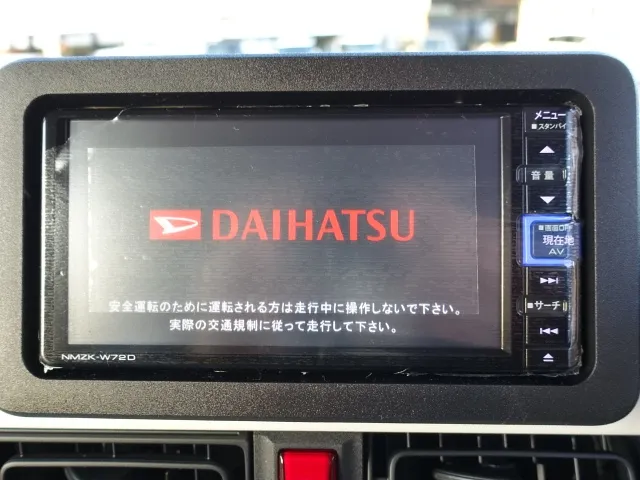 DAIHATSU
安全運転のために運転される方は走行中に操作しないで下さい。
実際の交通規制に従って走行して下さい。
NMZK-W72D
メニュー
■スタンバイ
音量
■画面OFF
現在地
AV
■サーチ